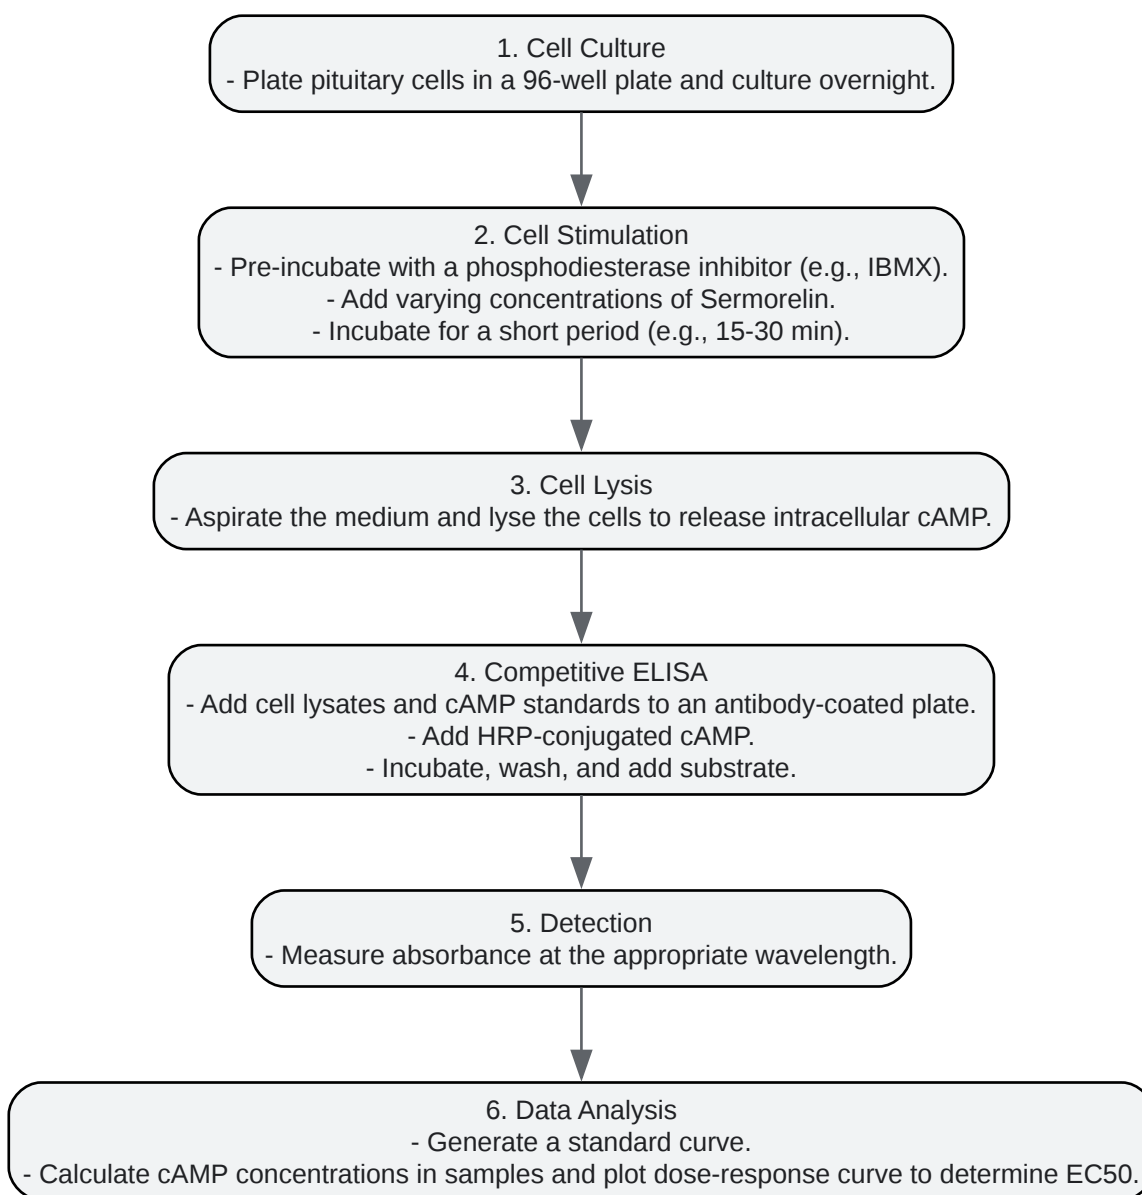 1. Cell Culture
- Plate pituitary cells in a 96-well plate and culture overnight.
2. Cell Stimulation
- Pre-incubate with a phosphodiesterase inhibitor (e.g., IBMX).
- Add varying concentrations of Sermorelin.
- Incubate for a short period (e.g., 15-30 min).
3. Cell Lysis
- Aspirate the medium and lyse the cells to release intracellular cAMP.
4. Competitive ELISA
- Add cell lysates and cAMP standards to an antibody-coated plate.
- Add HRP-conjugated cAMP.
- Incubate, wash, and add substrate.
5. Detection
- Measure absorbance at the appropriate wavelength.
6. Data Analysis
- Generate a standard curve.
- Calculate cAMP concentrations in samples and plot dose-response curve to determine EC50.